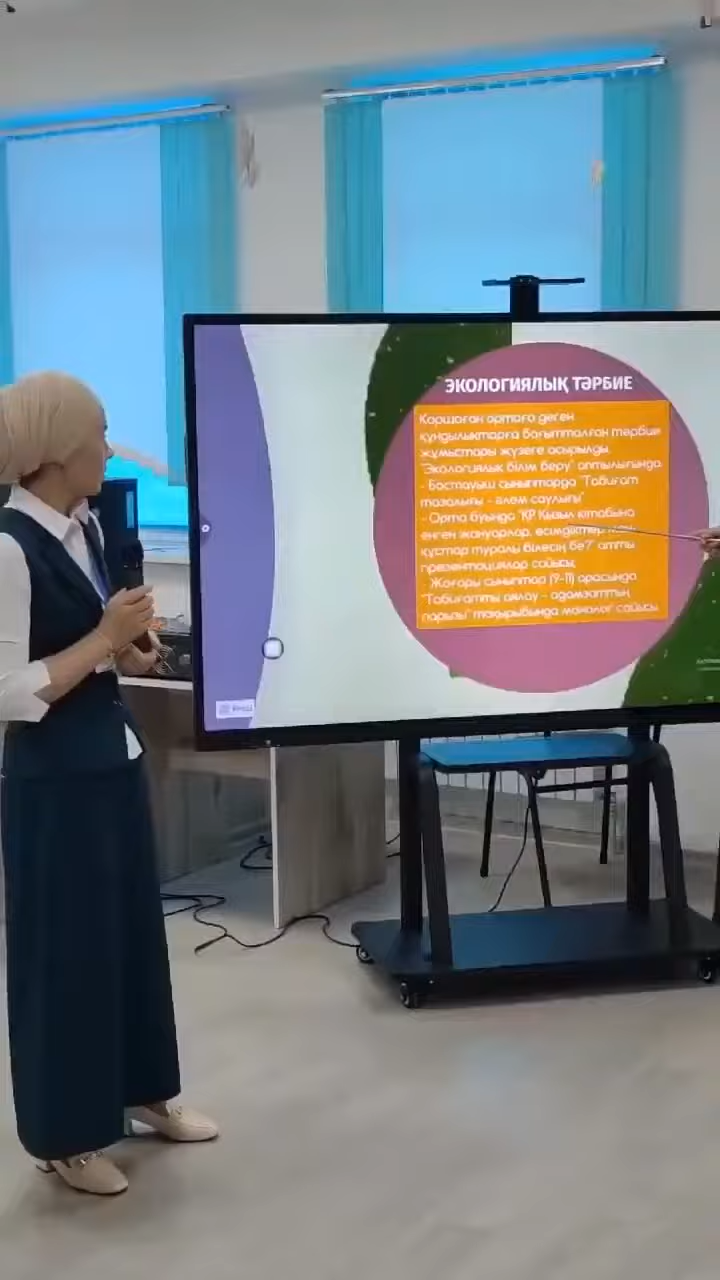 ЭКОЛОГИЯЛЫҚ ТӘРБИЕ
Қоршаған ортаға деген
құндылықтарға бағытталған тәрбие
жұмыстары жүзеге асырылды.
"Экологиялық білім беру" апталығында
- Бастауыш сыныптарда "Табиғат
тазалығы - әлем саулығы"
- Орта буында "ҚР Қызыл кітабына
енген жануарлар, өсімдіктер мен
құстар туралы білесің бе?" атты
презентациялар сайысы;
- Жоғары сыныптар (9-11) арасында
"Табиғатты аялау - адамзаттың
парызы" тақырыбында монолог сайысы